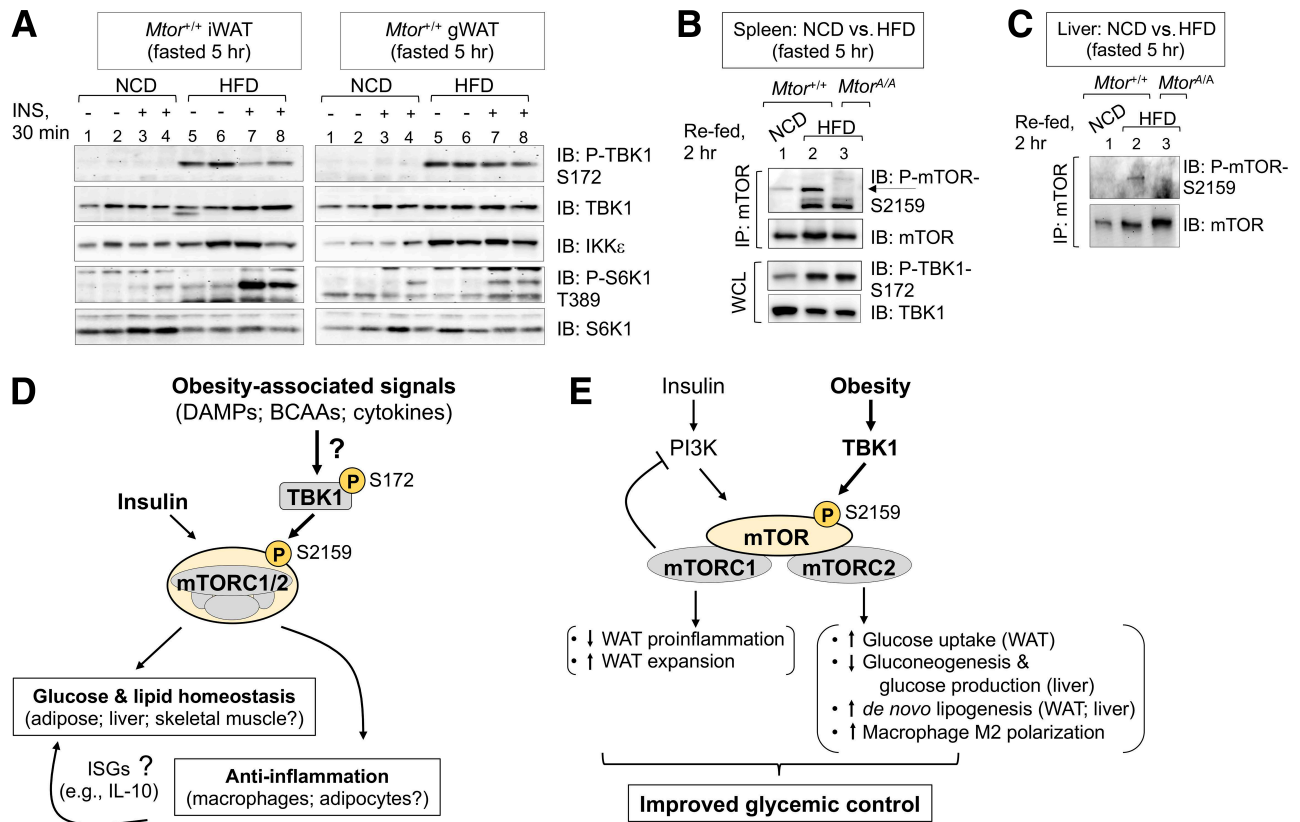 A
Mtor+/+ iWAT
(fasted 5 hr)
Mtor+/+ gWAT
(fasted 5 hr)
NCD HFD NCD HFD
INS,
30 min
- - + + - - + + - - + + - - + +
1 2 3 4 5 6 7 8 1 2 3 4 5 6 7 8
IB: P-TBK1
S172
IB: TBK1
IB: IKKε
IB: P-S6K1
T389
IB: S6K1
B
Spleen: NCD vs. HFD
(fasted 5 hr)
Mtor+/+ MtorA/A
Re-fed,
2 hr
NCD HFD
1 2 3
IP: mTOR
IB: P-mTOR-
S2159
IB: mTOR
WCL
IB: P-TBK1-
S172
IB: TBK1
C
Liver: NCD vs. HFD
(fasted 5 hr)
Mtor+/+ MtorA/A
Re-fed,
2 hr
NCD HFD
1 2 3
IP: mTOR
IB: P-mTOR-
S2159
IB: mTOR
D
Obesity-associated signals
(DAMPs; BCAAs; cytokines)
?
P S172
TBK1
Insulin
P S2159
mTORC1/2
Glucose & lipid homeostasis
(adipose; liver; skeletal muscle?)
ISGs ?
(e.g., IL-10)
Anti-inflammation
(macrophages; adipocytes?)
E
Insulin
Obesity
PI3K
TBK1
P S2159
mTOR
mTORC1
mTORC2
• ↓ WAT proinflammation
• ↑ WAT expansion
• ↑ Glucose uptake (WAT)
• ↓ Gluconeogenesis &
glucose production (liver)
• ↑ de novo lipogenesis (WAT; liver)
• ↑ Macrophage M2 polarization
Improved glycemic control